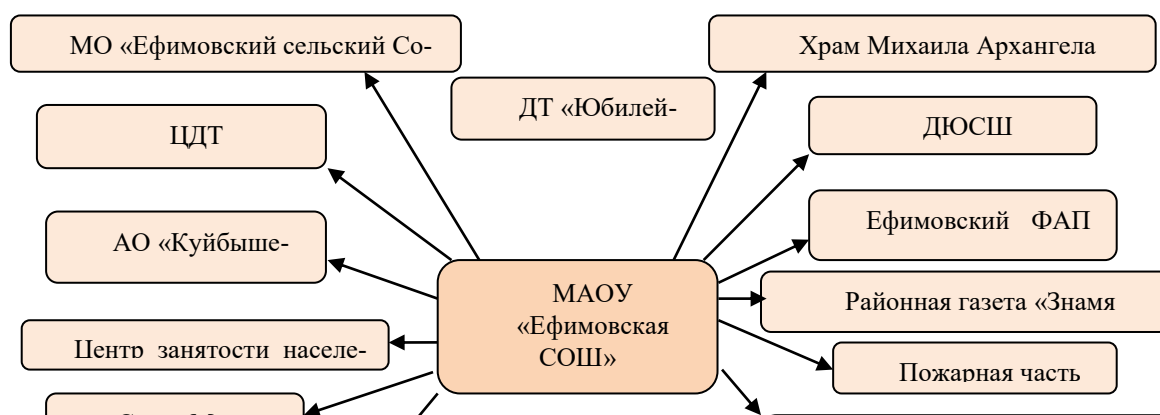 МО «Ефимовский сельский Со-
Храм Михаила Архангела
ДТ «Юбилей-
ЦДТ
ДЮСШ
АО «Куйбыше-
Ефимовский ФАП
МАОУ
«Ефимовская
СОШ»
Районная газета «Знамя
Центр занятости населе-
Пожарная часть